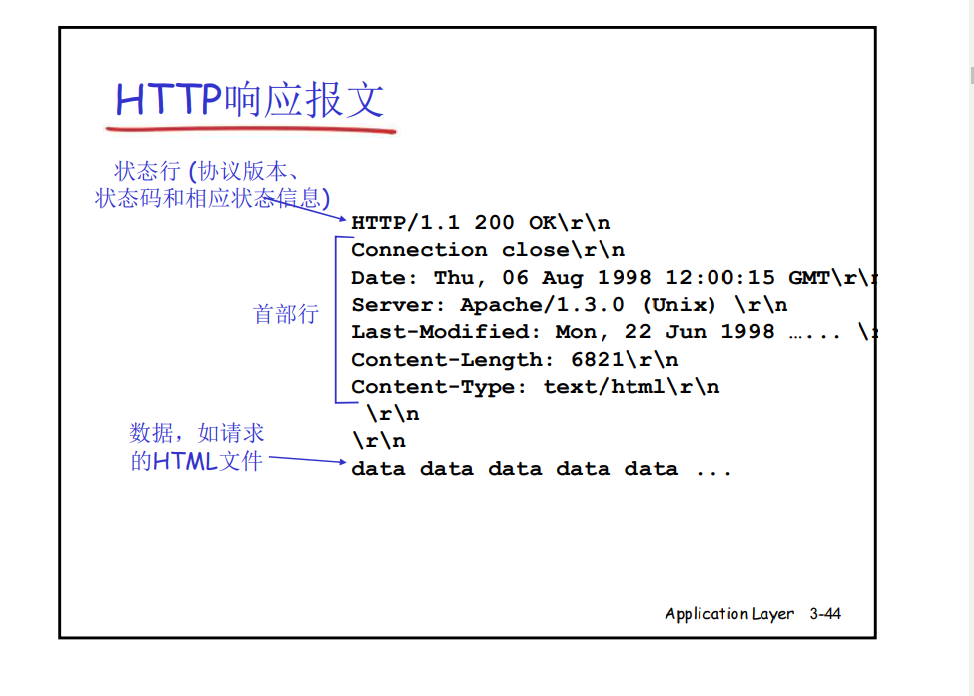 HTTP响应报文
状态行 (协议版本、
状态码和相应状态信息)
HTTP/1.1 200 OK\r\n
Connection close\r\n
Date: Thu, 06 Aug 1998 12:00:15 GMT\r\
Server: Apache/1.3.0 (Unix) \r\n
首部行
Last-Modified: Mon, 22 Jun 1998 …... \
Content-Length: 6821\r\n
Content-Type: text/html\r\n
\r\n
数据，如请求
的HTML文件
\r\n
data data data data data ...
Application Layer 3-44